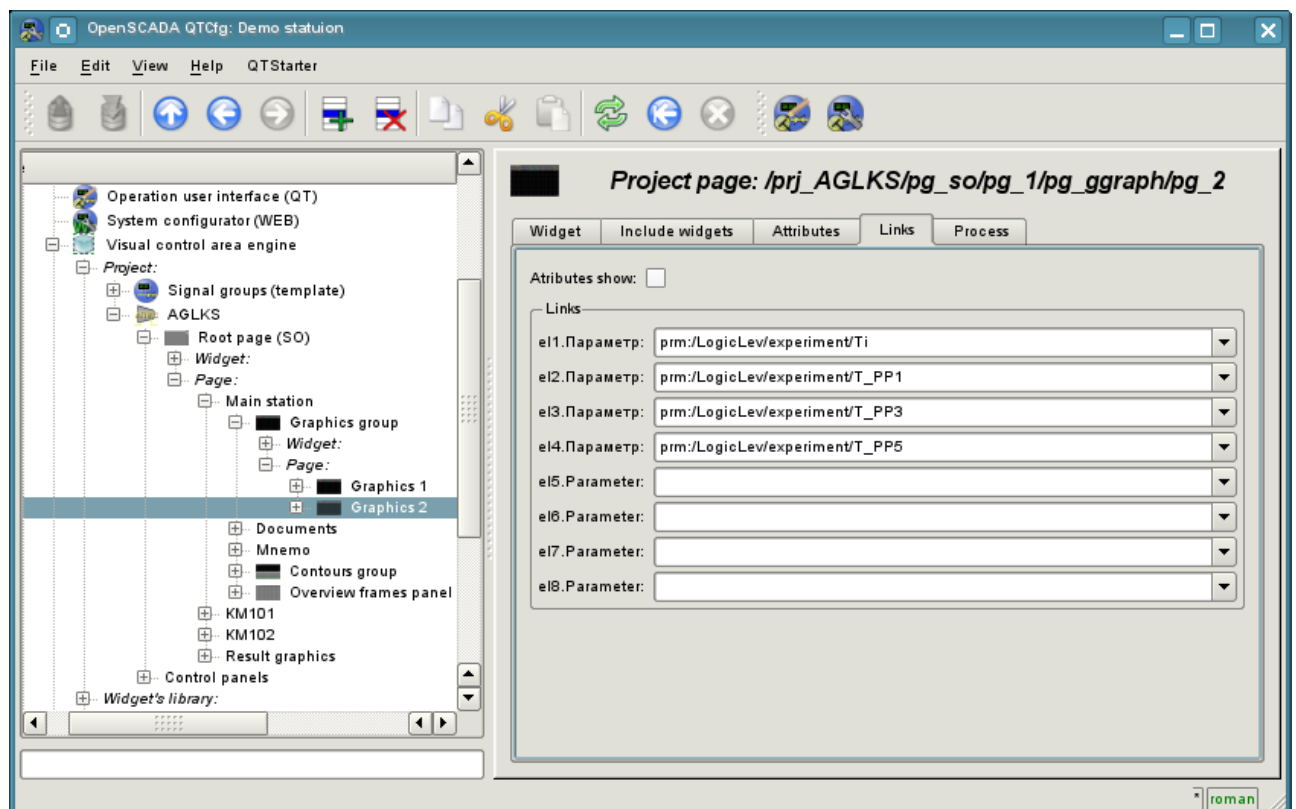 OpenSCADA QTCfg: Demo statuion
File Edit View Help QTStarter
Operation user interface (QT)
System configurator (WEB)
Visual control area engine
Project:
Signal groups (template)
AGLKS
Root page (SO)
Widget:
Page:
Main station
Graphics group
Widget:
Page:
Graphics 1
Graphics 2
Documents
Mnemo
Contours group
Overview frames panel
KM101
KM102
Result graphics
Control panels
Widget's library:
Project page: /prj_AGLKS/pg_so/pg_1/pg_ggraph/pg_2
Widget Include widgets Attributes Links Process
Atributes show:
Links
el1.Параметр: prm:/LogicLev/experiment/Ti
el2.Параметр: prm:/LogicLev/experiment/T_PP1
el3.Параметр: prm:/LogicLev/experiment/T_PP3
el4.Параметр: prm:/LogicLev/experiment/T_PP5
el5.Parameter:
el6.Parameter:
el7.Parameter:
el8.Parameter:
* roman